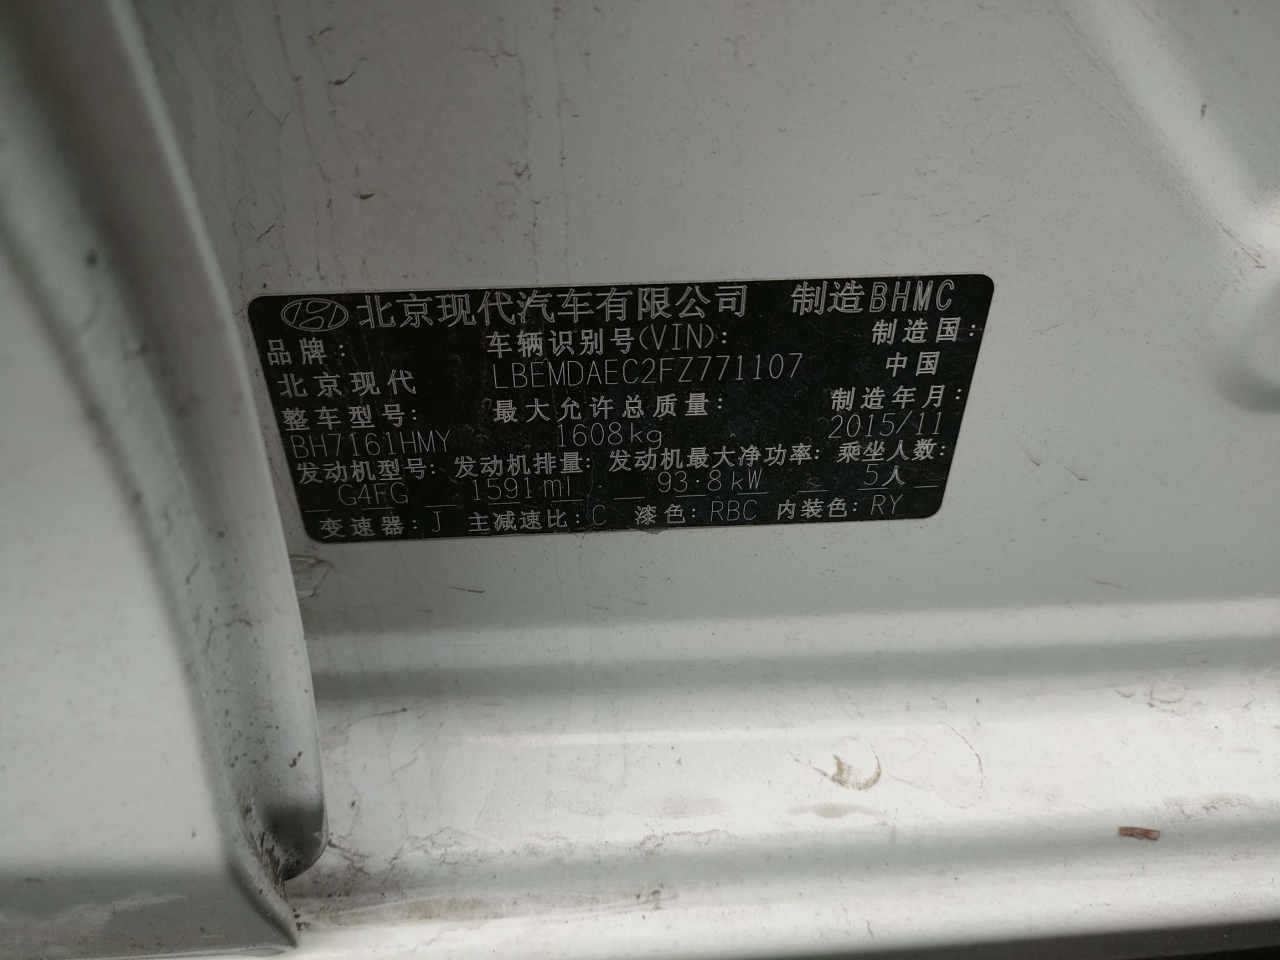 北京现代汽车有限公司 制造BHMC
品牌: 车辆识别号(VIN): 制造国:
北京现代 LBEMDAEC2FZ771107 中国
整车型号: 最大允许总质量: 制造年月:
BH7161HMY 1608kg 2015/11
发动机型号: 发动机排量: 发动机最大净功率: 乘坐人数:
G4FG 1591ml 93.8kW 5人
变速器: J 主减速比: C 漆色: RBC 内装色: RY